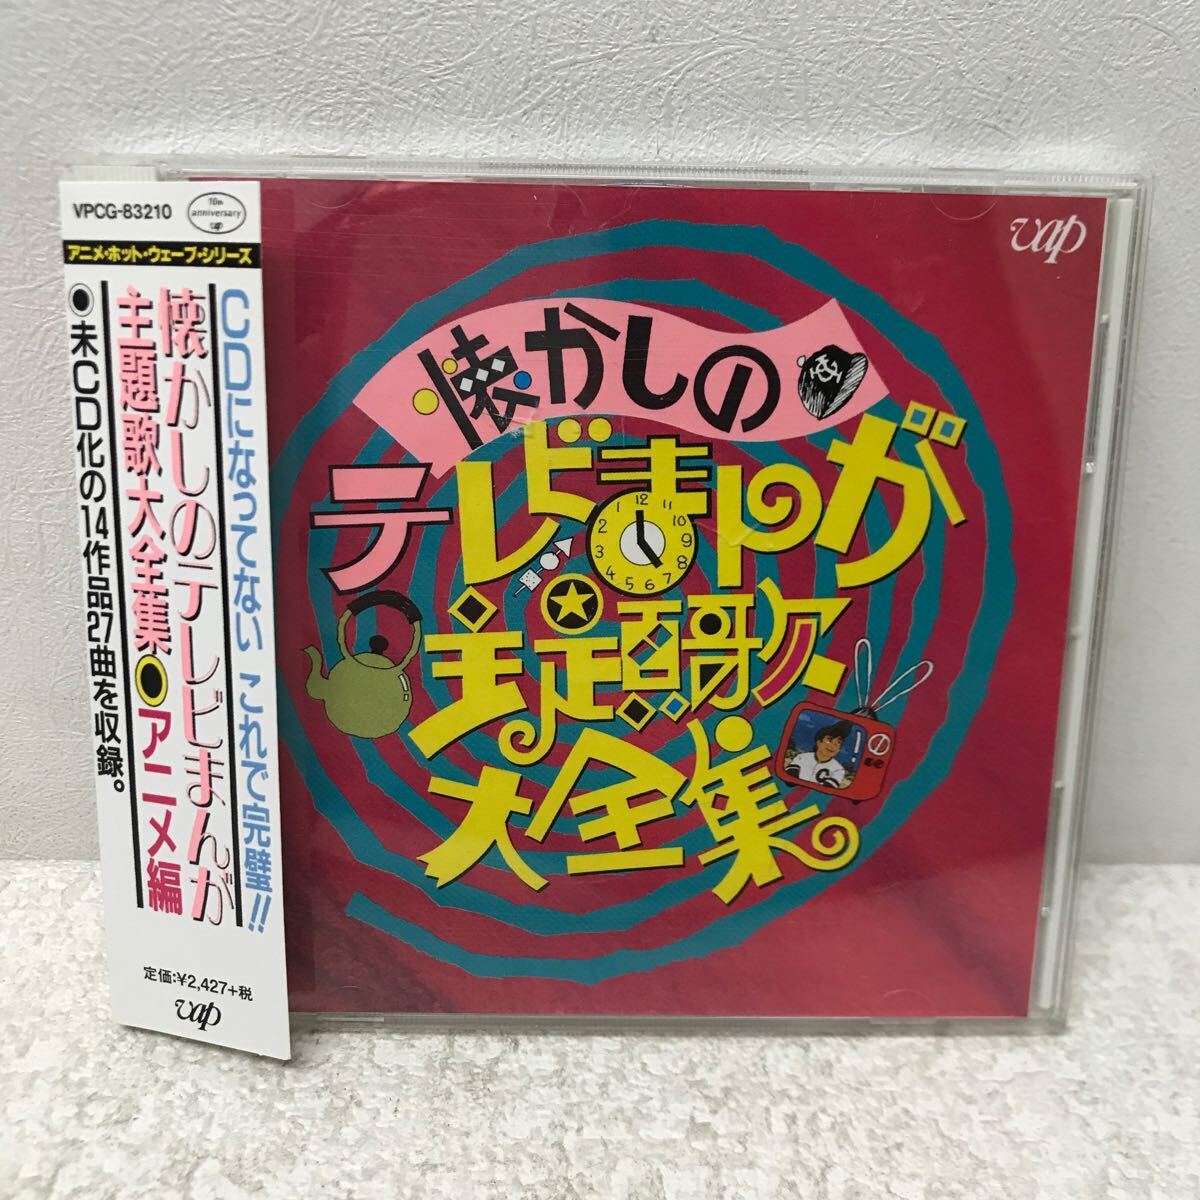 VPCG-83210
10th
anniversary
vap
アニメ・ホット・ウェーブ・シリーズ
CDになってない これで完璧!!
懐かしのテレビまんが
主題歌大全集●アニメ編
●未CD化の14作品27曲を収録。
定価:¥2,427+税
vap
vap
懐かしの
テレビまんが
主題歌
大全集